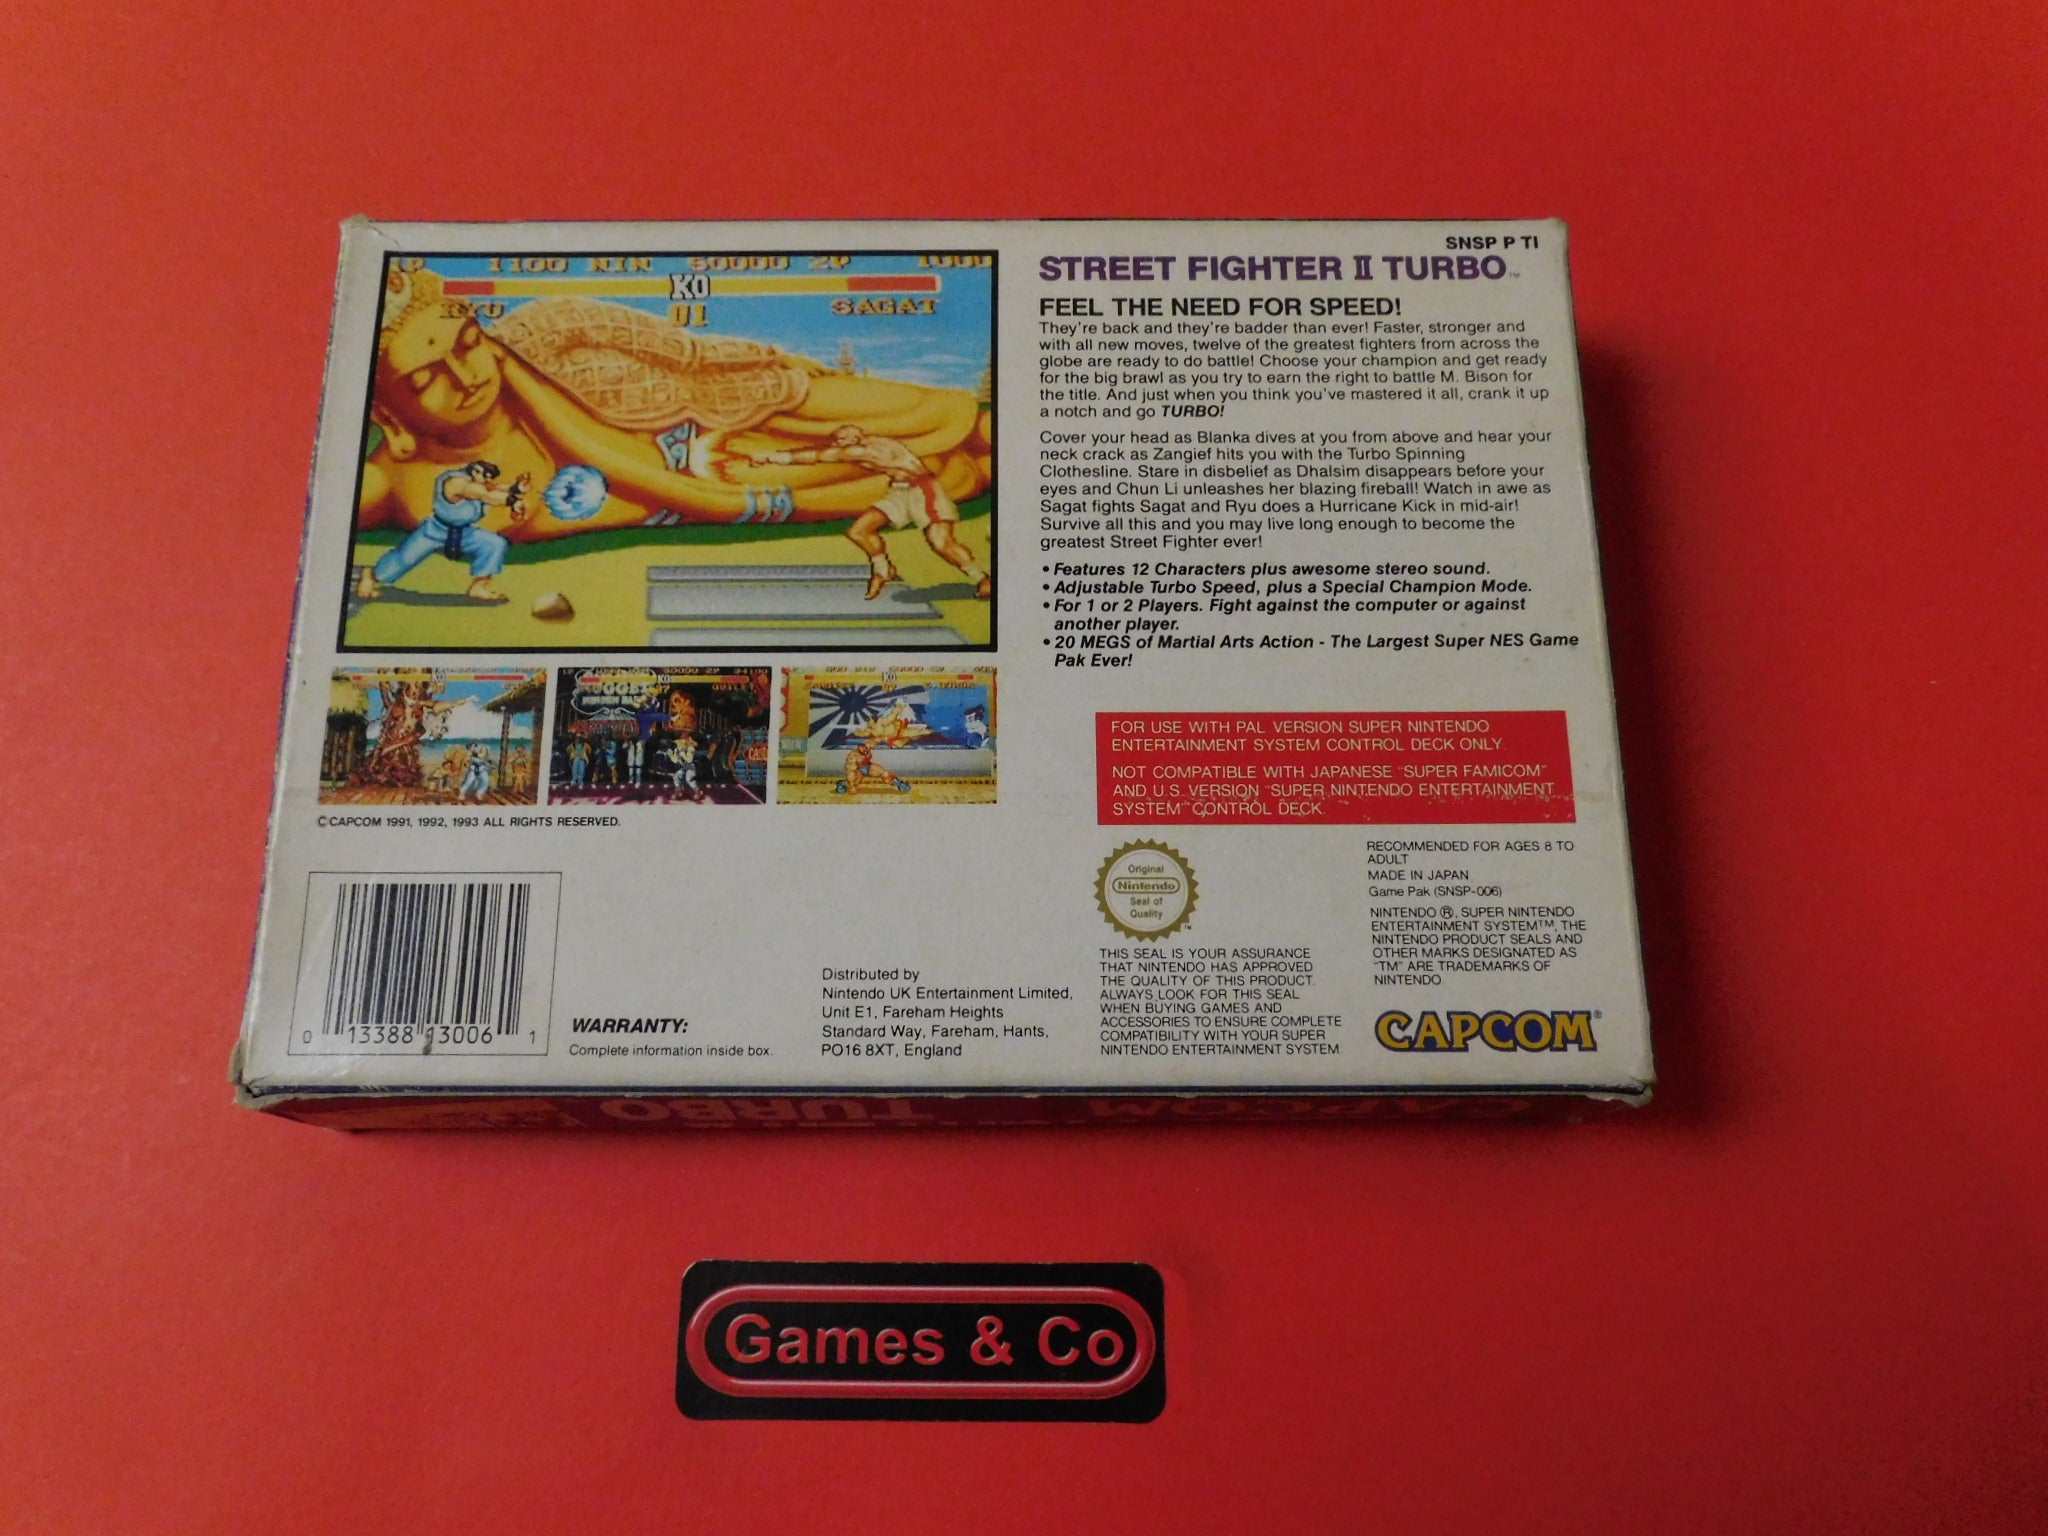 SNSP P TI
STREET FIGHTER II TURBO™
FEEL THE NEED FOR SPEED!
They're back and they're badder than ever! Faster, stronger and
with all new moves, twelve of the greatest fighters from across the
globe are ready to do battle! Choose your champion and get ready
for the big brawl as you try to earn the right to battle M. Bison for
the title. And just when you think you've mastered it all, crank it up
a notch and go TURBO!
Cover your head as Blanka dives at you from above and hear your
neck crack as Zangief hits you with the Turbo Spinning
Clothesline. Stare in disbelief as Dhalsim disappears before your
eyes and Chun Li unleashes her blazing fireball! Watch in awe as
Sagat fights Sagat and Ryu does a Hurricane Kick in mid-air!
Survive all this and you may live long enough to become the
greatest Street Fighter ever!
• Features 12 Characters plus awesome stereo sound.
• Adjustable Turbo Speed, plus a Special Champion Mode.
• For 1 or 2 Players. Fight against the computer or against
another player.
• 20 MEGS of Martial Arts Action - The Largest Super NES Game
Pak Ever!
1P 1100 MIN 50000 2P 1000
KO
RYU 01 SAGAT
©CAPCOM 1991, 1992, 1993 ALL RIGHTS RESERVED.
FOR USE WITH PAL VERSION SUPER NINTENDO
ENTERTAINMENT SYSTEM CONTROL DECK ONLY.
NOT COMPATIBLE WITH JAPANESE "SUPER FAMICOM"
AND U.S. VERSION "SUPER NINTENDO ENTERTAINMENT
SYSTEM" CONTROL DECK.
Original
Nintendo
Seal of
Quality
™
THIS SEAL IS YOUR ASSURANCE
THAT NINTENDO HAS APPROVED
THE QUALITY OF THIS PRODUCT.
ALWAYS LOOK FOR THIS SEAL
WHEN BUYING GAMES AND
ACCESSORIES TO ENSURE COMPLETE
COMPATIBILITY WITH YOUR SUPER
NINTENDO ENTERTAINMENT SYSTEM.
RECOMMENDED FOR AGES 8 TO
ADULT
MADE IN JAPAN
Game Pak (SNSP-006)
NINTENDO ®, SUPER NINTENDO
ENTERTAINMENT SYSTEM™, THE
NINTENDO PRODUCT SEALS AND
OTHER MARKS DESIGNATED AS
"TM" ARE TRADEMARKS OF
NINTENDO.
CAPCOM®
0 13388 13006 1
WARRANTY:
Complete information inside box.
Distributed by
Nintendo UK Entertainment Limited,
Unit E1, Fareham Heights
Standard Way, Fareham, Hants,
PO16 8XT, England
TURBO
CAPCOM
Games & Co